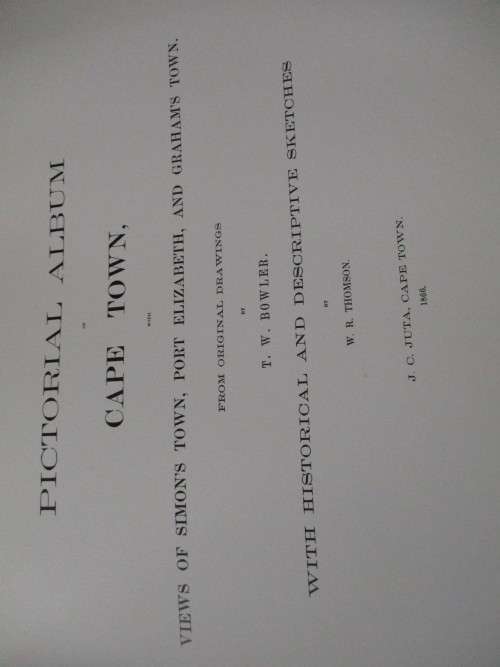 PICTORIAL ALBUM
OF
CAPE TOWN,
WITH
VIEWS OF SIMON'S TOWN, PORT ELIZABETH, AND GRAHAM'S TOWN.
FROM ORIGINAL DRAWINGS
BY
T. W. BOWLER.
WITH HISTORICAL AND DESCRIPTIVE SKETCHES
BY
W. R. THOMSON.
J. C. JUTA, CAPE TOWN.
1866.